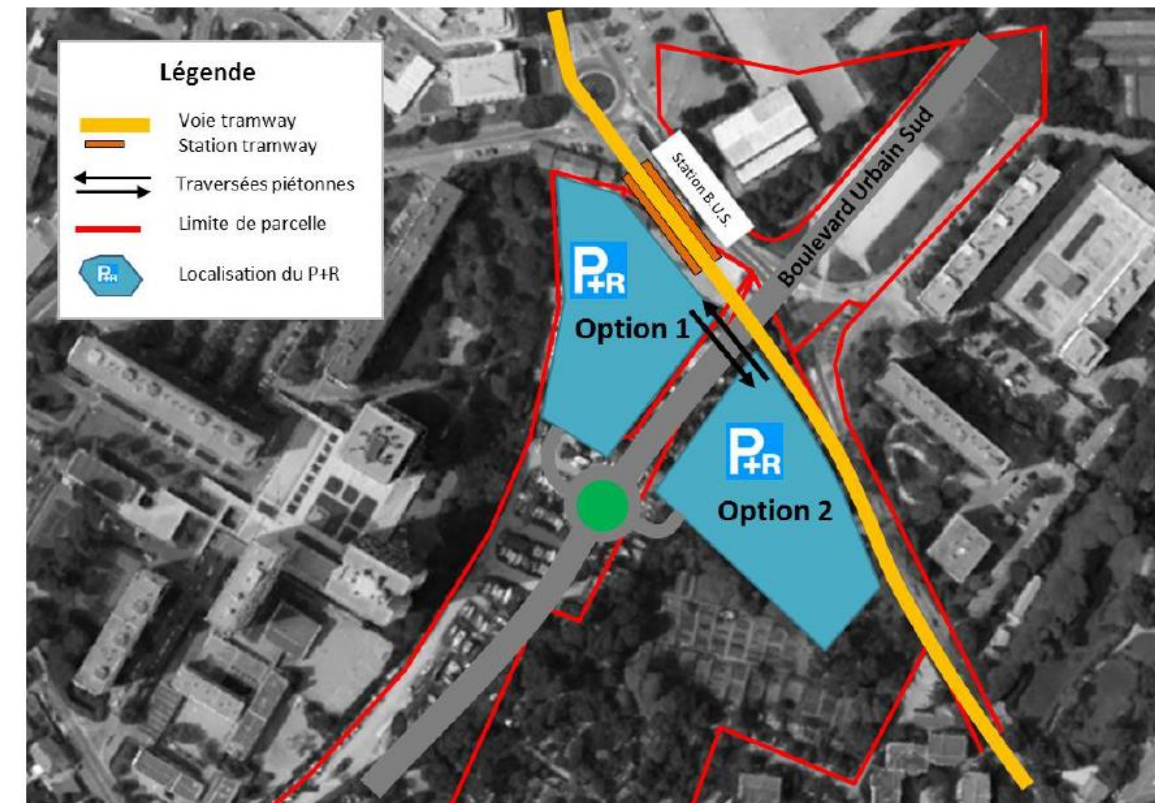 Légende
Voie tramway
Station tramway
Traversées piétonnes
Limite de parcelle
P+R
Localisation du P+R
Station B.U.S.
Boulevard Urbain Sud
P+R
Option 1
P+R
Option 2